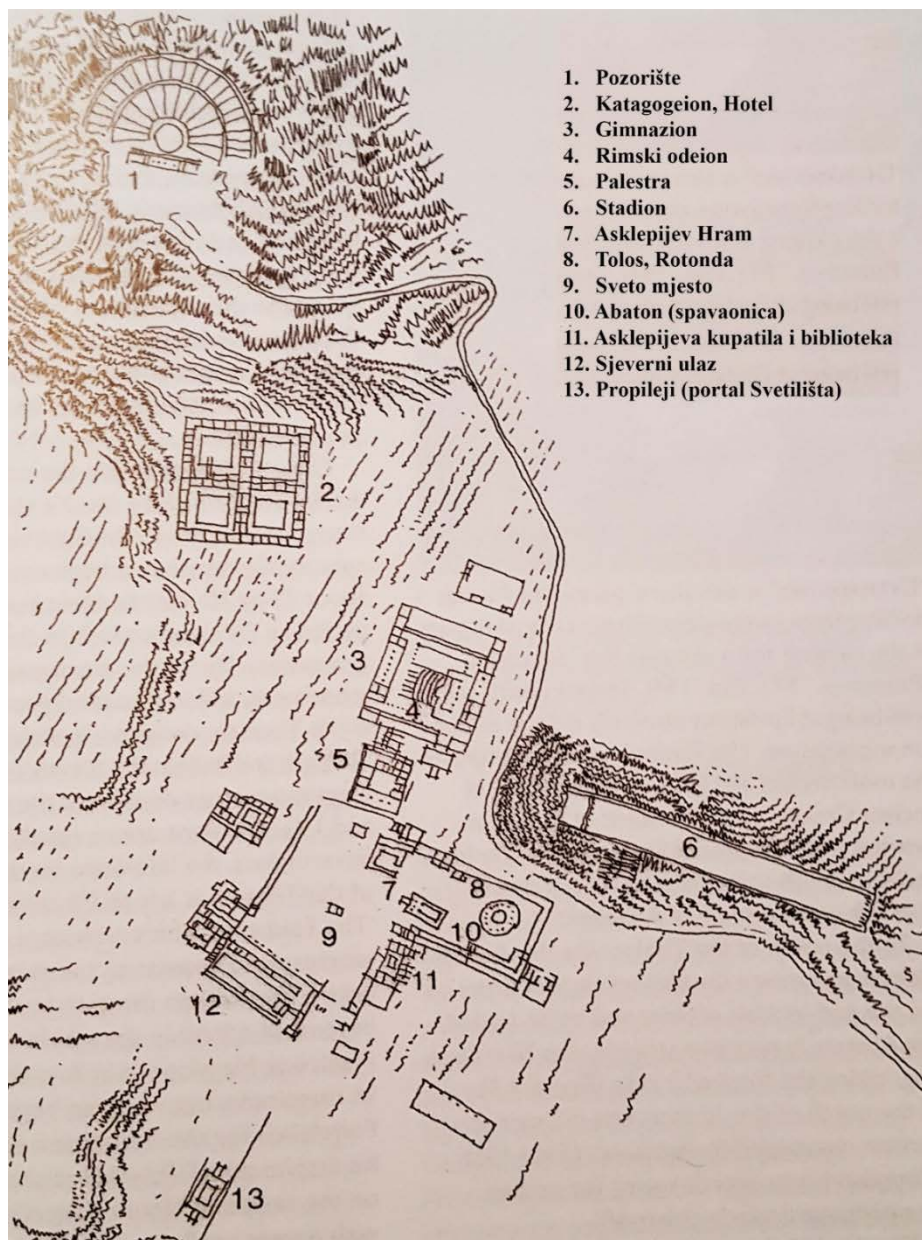 1. Pozorište
2. Katagogeion, Hotel
3. Gimnazion
4. Rimski odeion
5. Palestra
6. Stadion
7. Asklepijev Hram
8. Tolos, Rotonda
9. Sveto mjesto
10. Abaton (spavaonica)
11. Asklepijeva kupatila i biblioteka
12. Sjeverni ulaz
13. Propileji (portal Svetilišta)
1
2
3
4
5
6
7
8
9
10
11
12
13